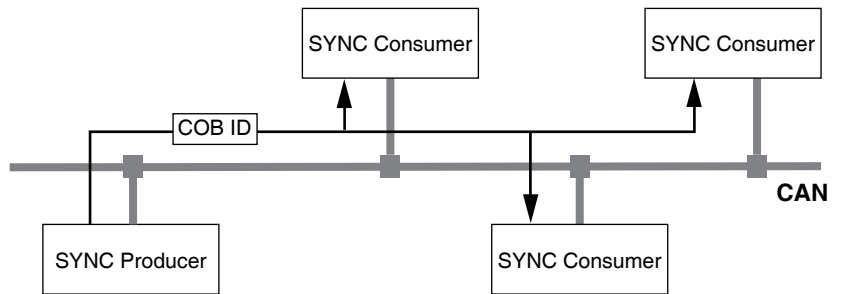 SYNC Consumer
SYNC Consumer
COB ID
CAN
SYNC Producer
SYNC Consumer